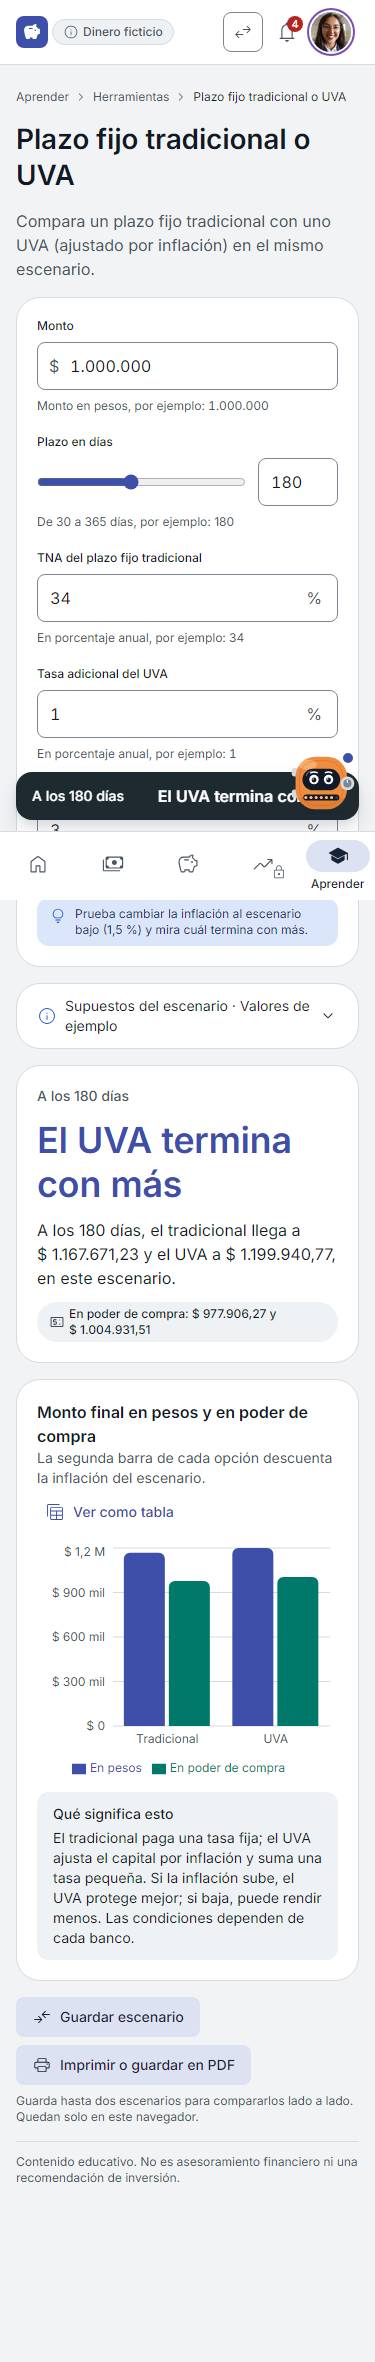 Dinero ficticio
4
Aprender > Herramientas > Plazo fijo tradicional o UVA
Plazo fijo tradicional o
UVA
Compara un plazo fijo tradicional con uno
UVA (ajustado por inflación) en el mismo
escenario.
Monto
$ 1.000.000
Monto en pesos, por ejemplo: 1.000.000
Plazo en días
180
De 30 a 365 días, por ejemplo: 180
TNA del plazo fijo tradicional
34 %
En porcentaje anual, por ejemplo: 34
Tasa adicional del UVA
1 %
En porcentaje anual, por ejemplo: 1
A los 180 días El UVA termina
Aprender
Prueba cambiar la inflación al escenario
bajo (1,5 %) y mira cuál termina con más.
Supuestos del escenario · Valores de
ejemplo
A los 180 días
El UVA termina
con más
A los 180 días, el tradicional llega a
$ 1.167.671,23 y el UVA a $ 1.199.940,77,
en este escenario.
En poder de compra: $ 977.906,27 y
$ 1.004.931,51
Monto final en pesos y en poder de
compra
La segunda barra de cada opción descuenta
la inflación del escenario.
Ver como tabla
$ 1,2 M
$ 900 mil
$ 600 mil
$ 300 mil
$ 0
Tradicional UVA
En pesos En poder de compra
Qué significa esto
El tradicional paga una tasa fija; el UVA
ajusta el capital por inflación y suma una
tasa pequeña. Si la inflación sube, el
UVA protege mejor; si baja, puede rendir
menos. Las condiciones dependen de
cada banco.
Guardar escenario
Imprimir o guardar en PDF
Guarda hasta dos escenarios para compararlos lado a lado.
Quedan solo en este navegador.
Contenido educativo. No es asesoramiento financiero ni una
recomendación de inversión.